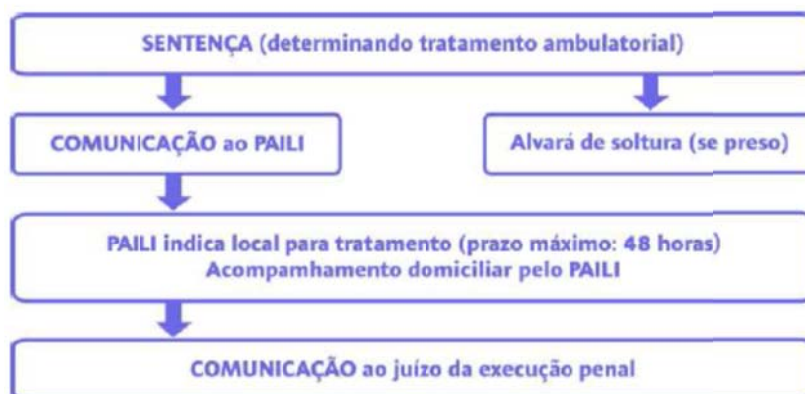 SENTENÇA (determinando tratamento ambulatorial)
COMUNICAÇÃO ao PAILI
Alvará de soltura (se preso)
PAILI indica local para tratamento (prazo máximo: 48 horas)
Acompamhamento domiciliar pelo PAILI
COMUNICAÇÃO ao juízo da execução penal